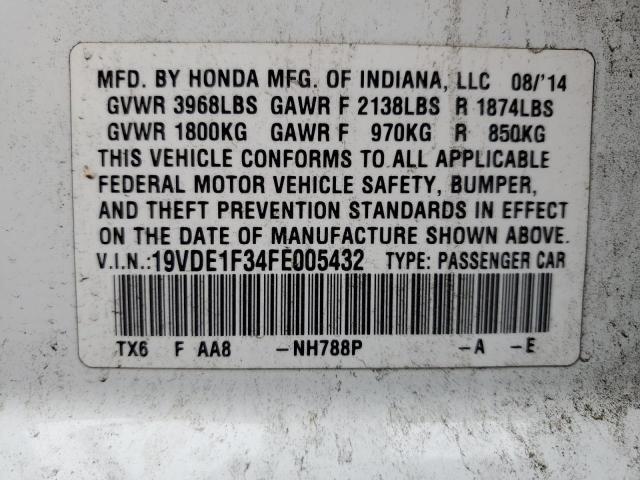 MFD. BY HONDA MFG. OF INDIANA, LLC 08/'14
GVWR 3968LBS GAWR F 2138LBS R 1874LBS
GVWR 1800KG GAWR F 970KG R 850KG
THIS VEHICLE CONFORMS TO ALL APPLICABLE
FEDERAL MOTOR VEHICLE SAFETY, BUMPER,
AND THEFT PREVENTION STANDARDS IN EFFECT
ON THE DATE OF MANUFACTURE SHOWN ABOVE.
V.I.N.:19VDE1F34FE005432 TYPE: PASSENGER CAR
TX6 F AA8 -NH788P -A -E